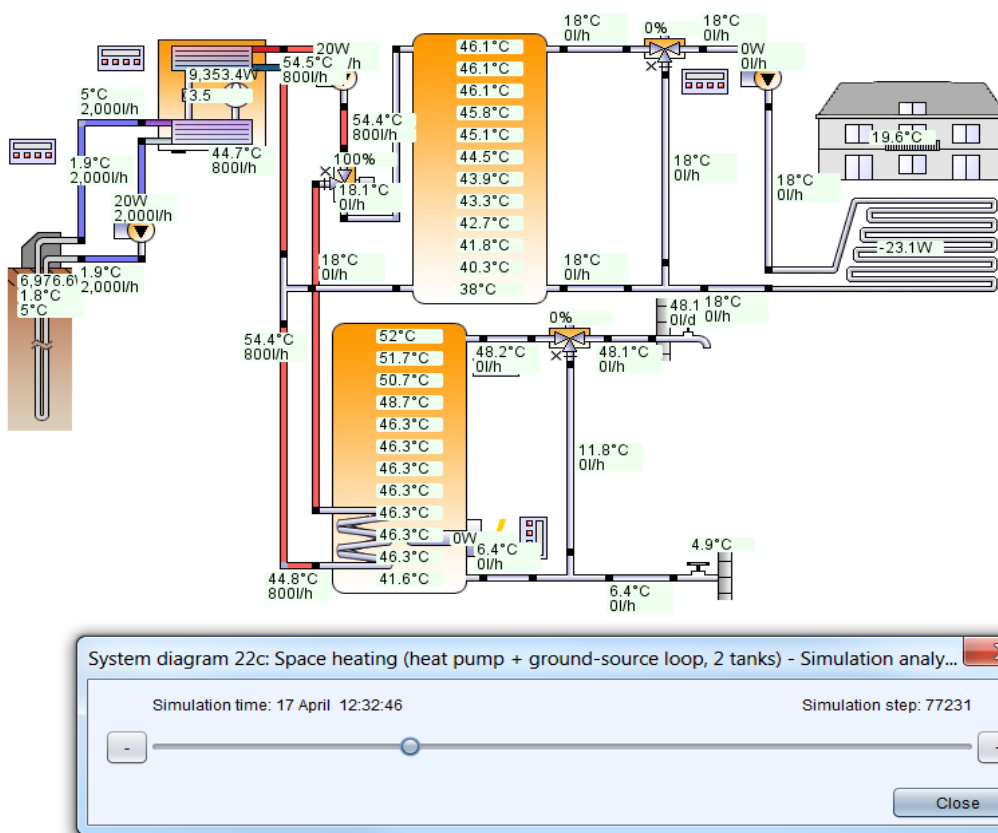 18°C
0l/h
0%
18°C
0l/h
20W
54.5°C
800l/h
0W
0l/h
9,353.4W
3.5
5°C
2,000l/h
44.7°C
800l/h
54.4°C
800l/h
46.1°C
46.1°C
46.1°C
45.8°C
45.1°C
44.5°C
43.9°C
43.3°C
42.7°C
41.8°C
40.3°C
38°C
19.6°C
1.9°C
2,000l/h
100%
18.1°C
0l/h
18°C
0l/h
18°C
0l/h
20W
2,000l/h
-23.1W
18°C
0l/h
18°C
0l/h
1.9°C
2,000l/h
1.8°C
5°C
48.1
0l/d
18°C
0l/h
54.4°C
800l/h
0%
52°C
51.7°C
50.7°C
48.7°C
46.3°C
46.3°C
46.3°C
46.3°C
46.3°C
46.3°C
46.3°C
41.6°C
48.2°C
0l/h
48.1°C
0l/h
11.8°C
0l/h
0W
6.4°C
0l/h
4.9°C
44.8°C
800l/h
6.4°C
0l/h
System diagram 22c: Space heating (heat pump + ground-source loop, 2 tanks) - Simulation analy...
Simulation time: 17 April 12:32:46
Simulation step: 77231
-
Close